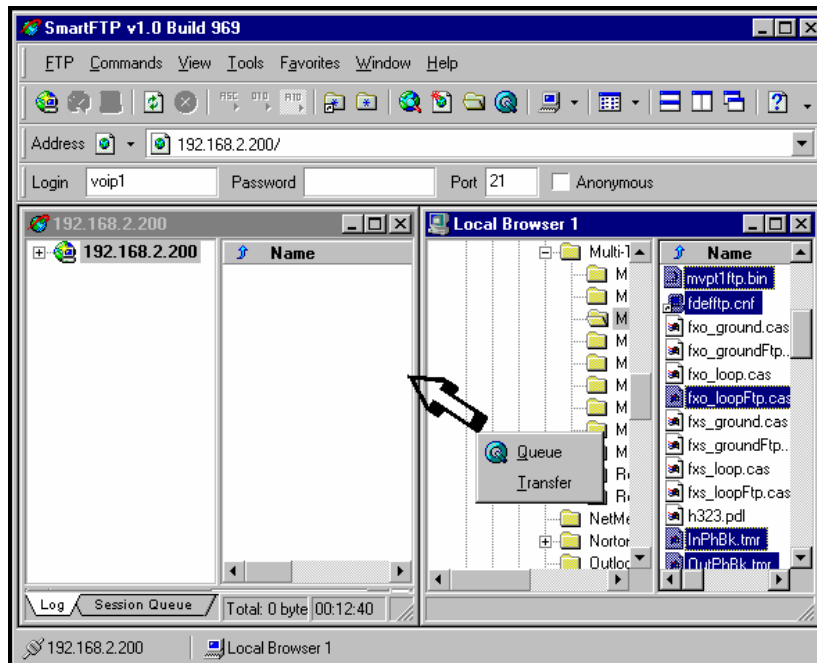 SmartFTP v1.0 Build 969
FTP Commands View Tools Favorites Window Help
Address 192.168.2.200/
Login voip1 Password Port 21 Anonymous
192.168.2.200
192.168.2.200
Name
Log Session Queue Total: 0 byte 00:12:40
Local Browser 1
Multi-T
M
M
M
M
M
M
M
M
M
Re
Re
NetMe
Norton
Outloo
Queue
Transfer
Name
mvpt1ftp.bin
fdefftp.cnf
fxo_ground.cas
fxo_groundFtp..
fxo_loop.cas
fxo_loopFtp.cas
fxs_ground.cas
fxs_groundFtp..
fxs_loop.cas
fxs_loopFtp.cas
h323.pdl
InPhBk.tmr
OutPhBk.tmr
192.168.2.200 Local Browser 1